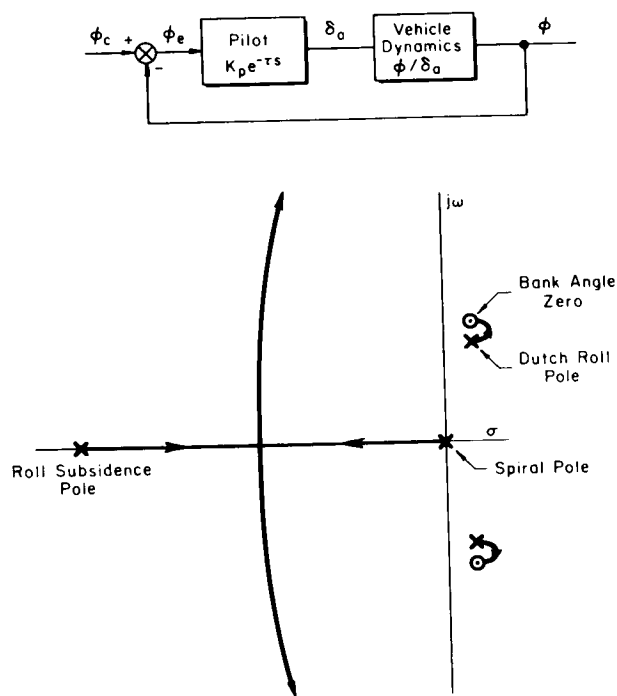 ϕc + ϕe
-
Pilot
Kpe-τs
δa
Vehicle
Dynamics
ϕ/δa
ϕ
jω
Bank Angle
Zero
Dutch Roll
Pole
σ
Roll Subsidence
Pole
Spiral Pole